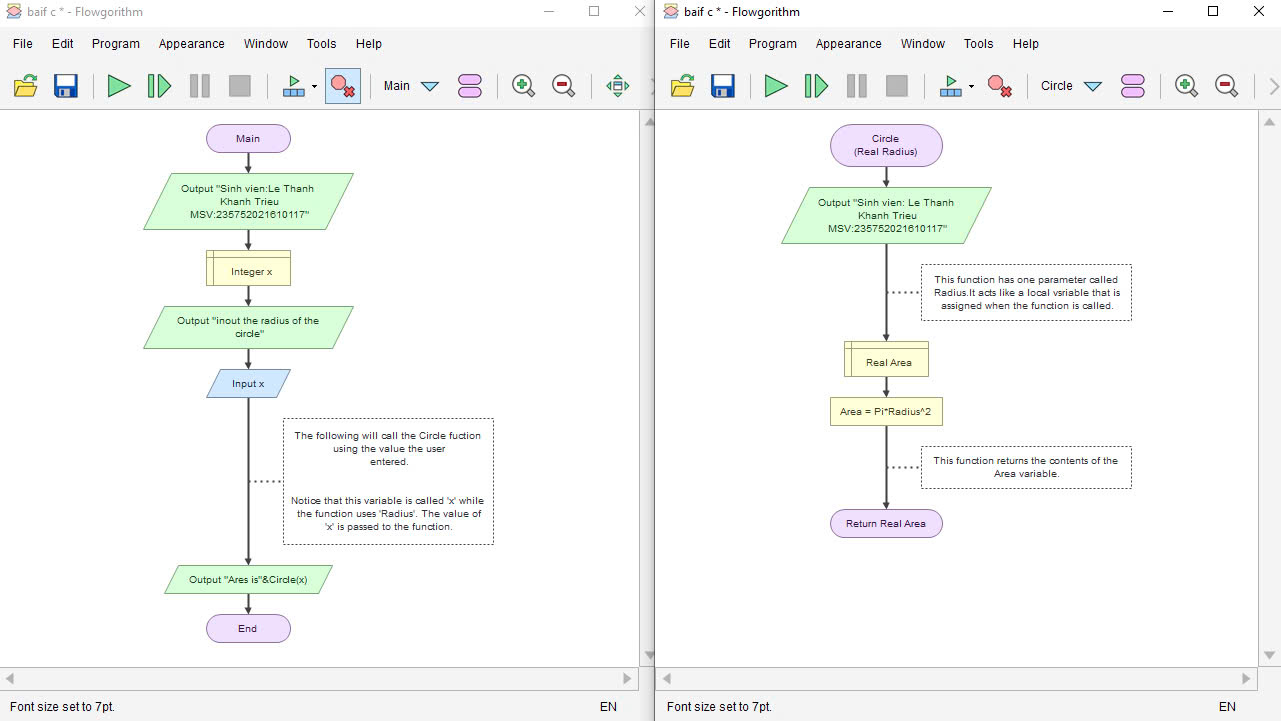 baif c * - Flowgorithm
File Edit Program Appearance Window Tools Help
Main
Main
Output "Sinh vien:Le Thanh
Khanh Trieu
MSV:235752021610117"
Integer x
Output "inout the radius of the
circle"
Input x
The following will call the Circle fuction
using the value the user
entered.
Notice that this variable is called 'x' while
the function uses 'Radius'. The value of
'x' is passed to the function.
Output "Ares is"&Circle(x)
End
Font size set to 7pt. EN
baif c * - Flowgorithm
File Edit Program Appearance Window Tools Help
Circle
Circle
(Real Radius)
Output "Sinh vien: Le Thanh
Khanh Trieu
MSV:235752021610117"
This function has one parameter called
Radius.It acts like a local vsriable that is
assigned when the function is called.
Real Area
Area = Pi*Radius^2
This function returns the contents of the
Area variable.
Return Real Area
Font size set to 7pt. EN